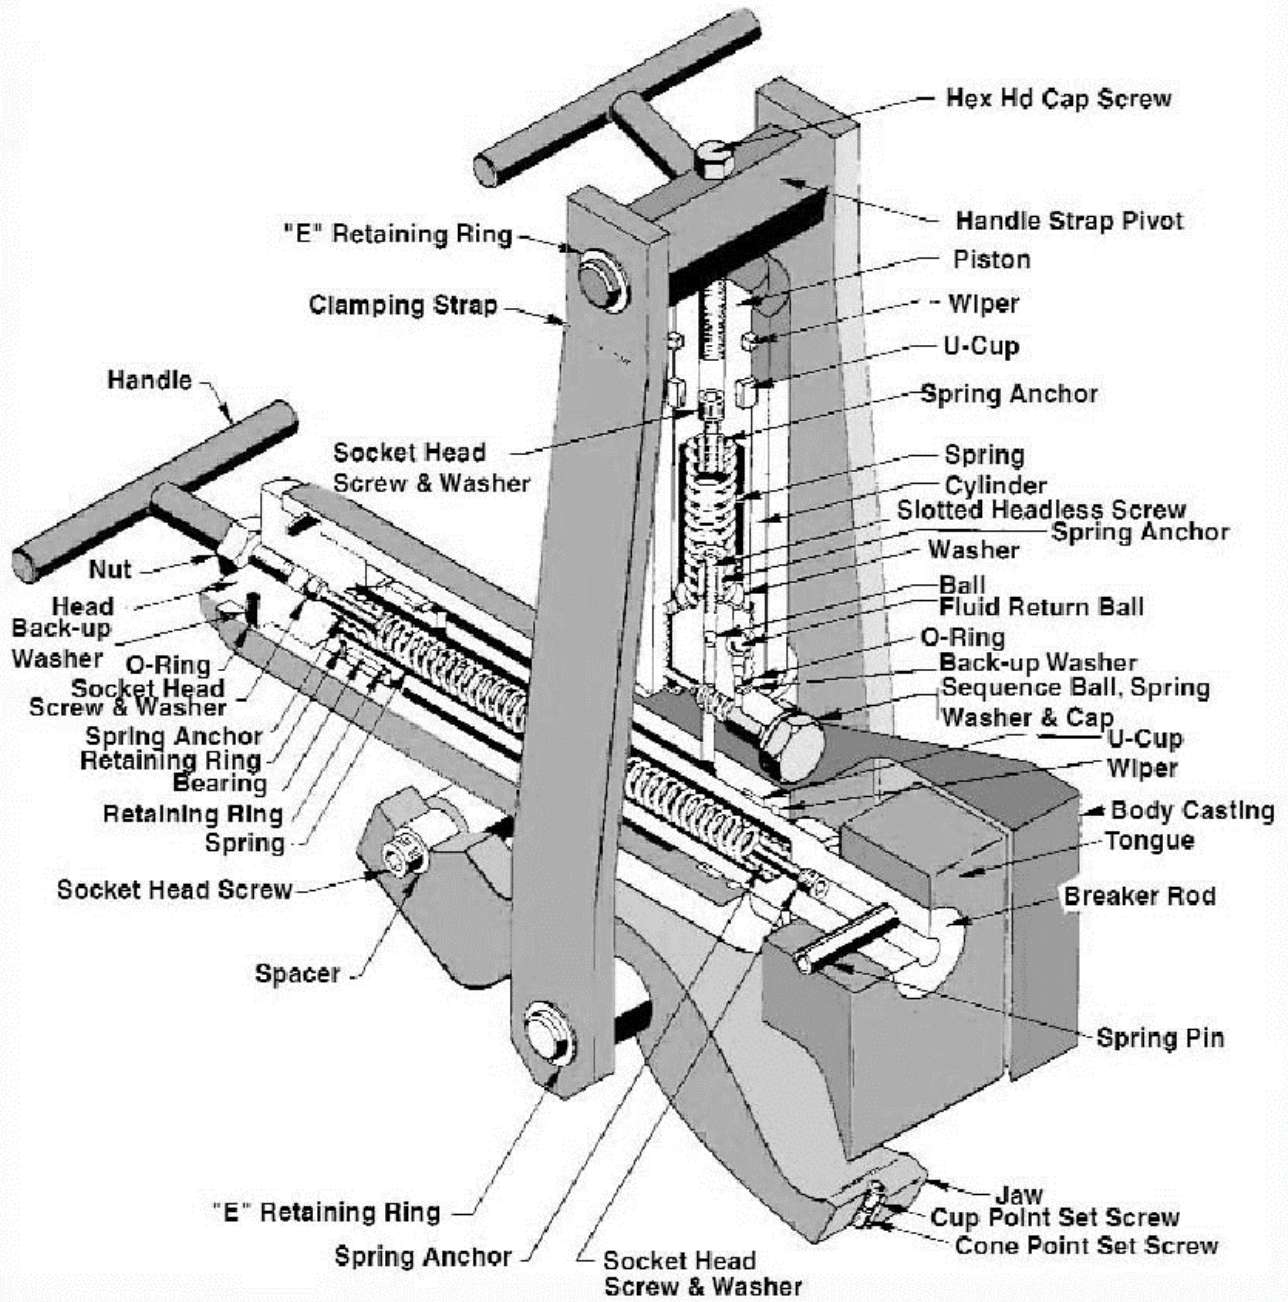 Hex Hd Cap Screw
"E" Retaining Ring
Handle Strap Pivot
Piston
Clamping Strap
Wiper
U-Cup
Handle
Spring Anchor
Socket Head
Screw & Washer
Spring
Cylinder
Slotted Headless Screw
Spring Anchor
Washer
Nut
Ball
Head
Fluid Return Ball
Back-up
Washer
O-Ring
O-Ring
Back-up Washer
Socket Head
Screw & Washer
Sequence Ball, Spring
Washer & Cap
Spring Anchor
U-Cup
Retaining Ring
Wiper
Bearing
Retaining Ring
Body Casting
Spring
Tongue
Socket Head Screw
Breaker Rod
Spacer
Spring Pin
"E" Retaining Ring
Jaw
Cup Point Set Screw
Spring Anchor
Cone Point Set Screw
Socket Head
Screw & Washer